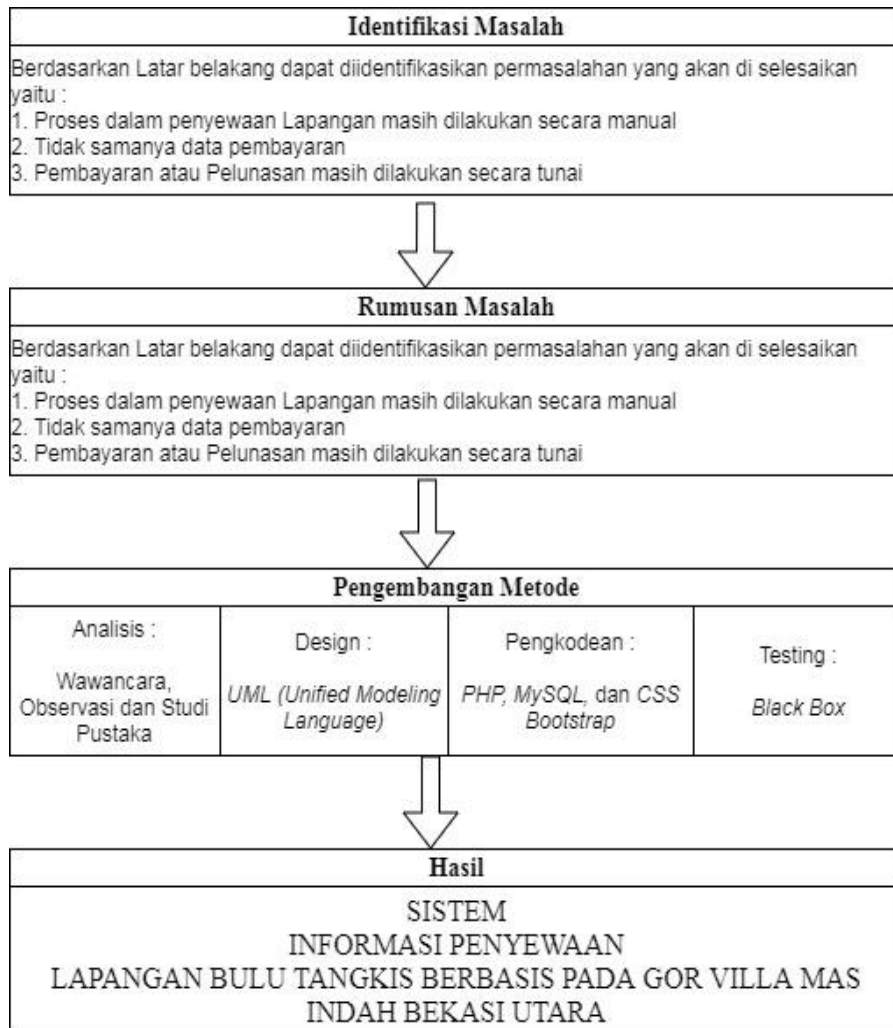 Identifikasi Masalah
Berdasarkan Latar belakang dapat diidentifikasikan permasalahan yang akan di selesaikan
yaitu :
1. Proses dalam penyewaan Lapangan masih dilakukan secara manual
2. Tidak samanya data pembayaran
3. Pembayaran atau Pelunasan masih dilakukan secara tunai
Rumusan Masalah
Berdasarkan Latar belakang dapat diidentifikasikan permasalahan yang akan di selesaikan
yaitu :
1. Proses dalam penyewaan Lapangan masih dilakukan secara manual
2. Tidak samanya data pembayaran
3. Pembayaran atau Pelunasan masih dilakukan secara tunai
Pengembangan Metode
Analisis :
Wawancara,
Observasi dan Studi
Pustaka
Design :
UML (Unified Modeling
Language)
Pengkodean :
PHP, MySQL, dan CSS
Bootstrap
Testing :
Black Box
Hasil
SISTEM
INFORMASI PENYEWAAN
LAPANGAN BULU TANGKIS BERBASIS PADA GOR VILLA MAS
INDAH BEKASI UTARA